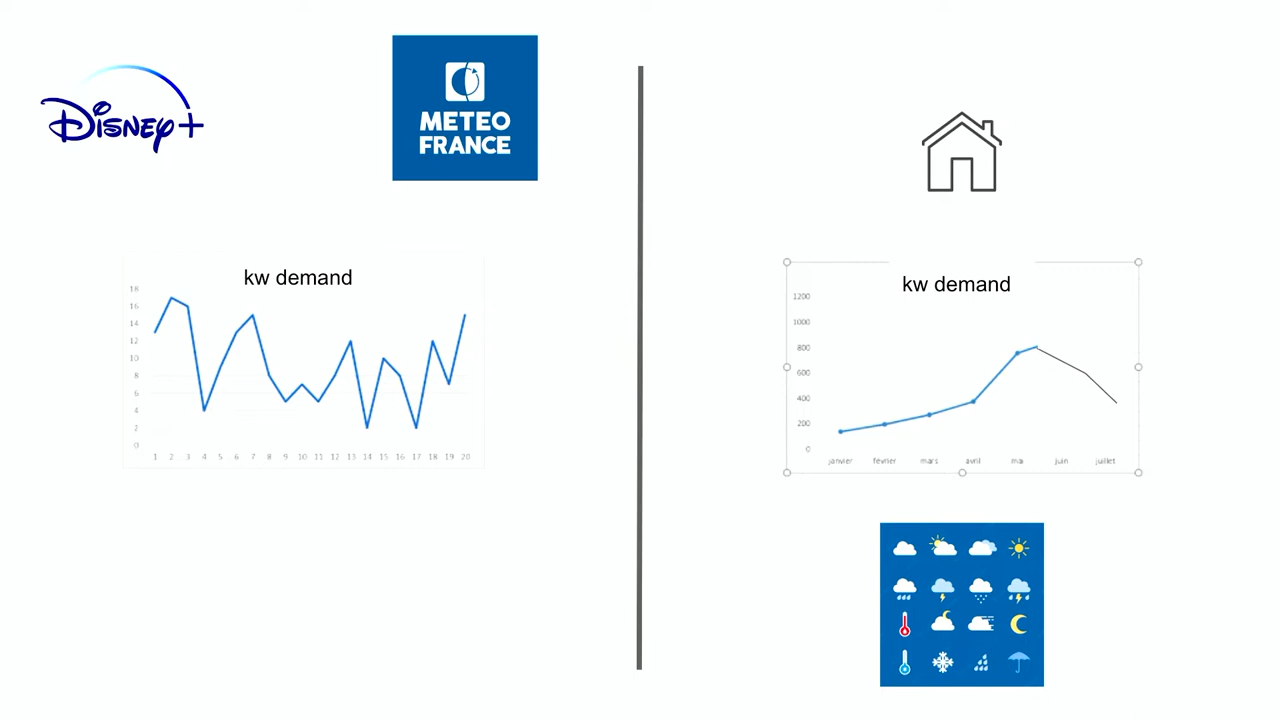 Disney+
METEO
FRANCE
kw demand
18
16
14
12
10
8
6
4
2
0
1 2 3 4 5 6 7 8 9 10 11 12 13 14 15 16 17 18 19 20
kw demand
1200
1000
800
600
400
200
0
janvier février mars avril mai juin juillet